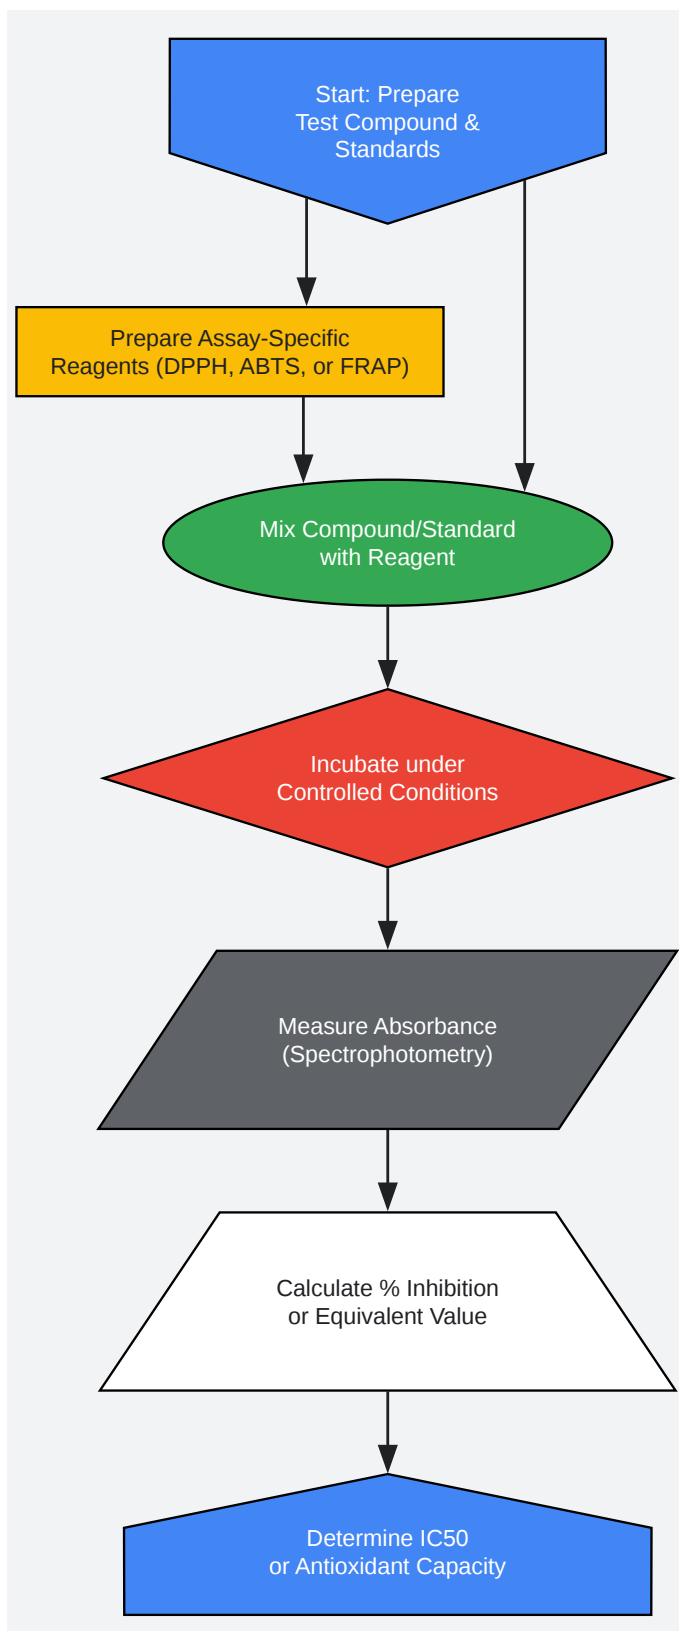 Start: Prepare
Test Compound &
Standards
Prepare Assay-Specific
Reagents (DPPH, ABTS, or FRAP)
Mix Compound/Standard
with Reagent
Incubate under
Controlled Conditions
Measure Absorbance
(Spectrophotometry)
Calculate % Inhibition
or Equivalent Value
Determine IC50
or Antioxidant Capacity